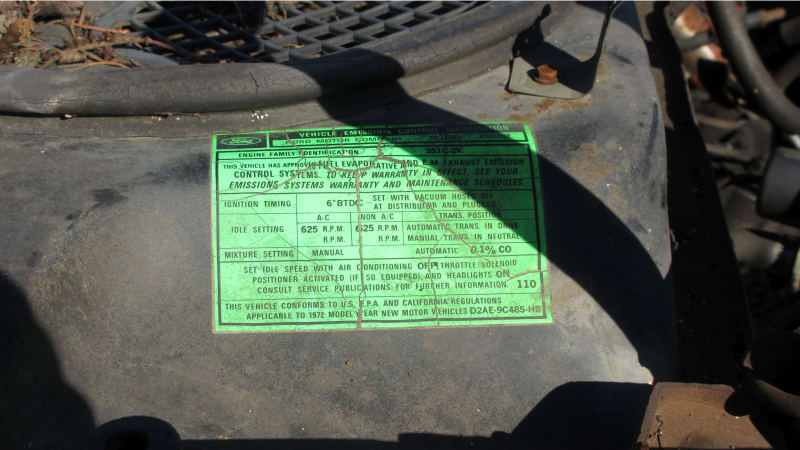 Ford VEHICLE EMISSION CONTROL INFORMATION
FORD MOTOR COMPANY 351CID ENGINE
ENGINE FAMILY IDENTIFICATION 351C-2V
THIS VEHICLE HAS APPROVED FUEL EVAPORATIVE AND E.M. EXHAUST EMISSION
CONTROL SYSTEMS. TO KEEP WARRANTY IN EFFECT, SEE YOUR
EMISSIONS SYSTEMS WARRANTY AND MAINTENANCE SCHEDULES
IGNITION TIMING 6°BTDC SET WITH VACUUM HOSES OFF
AT DISTRIBUTOR AND PLUGGED.
A-C NON A/C TRANS. POSITION
IDLE SETTING 625 R.P.M. 625 R.P.M. AUTOMATIC TRANS. IN DRIVE
R.P.M. R.P.M. MANUAL TRANS IN NEUTRAL
MIXTURE SETTING MANUAL AUTOMATIC 0.1% CO
SET IDLE SPEED WITH AIR CONDITIONING OFF, THROTTLE SOLENOID
POSITIONER ACTIVATED (IF SO EQUIPPED) AND HEADLIGHTS ON
CONSULT SERVICE PUBLICATIONS FOR FURTHER INFORMATION. 110
THIS VEHICLE CONFORMS TO U.S. E.P.A. AND CALIFORNIA REGULATIONS
APPLICABLE TO 1972 MODEL YEAR NEW MOTOR VEHICLES D2AE-9C485-HB